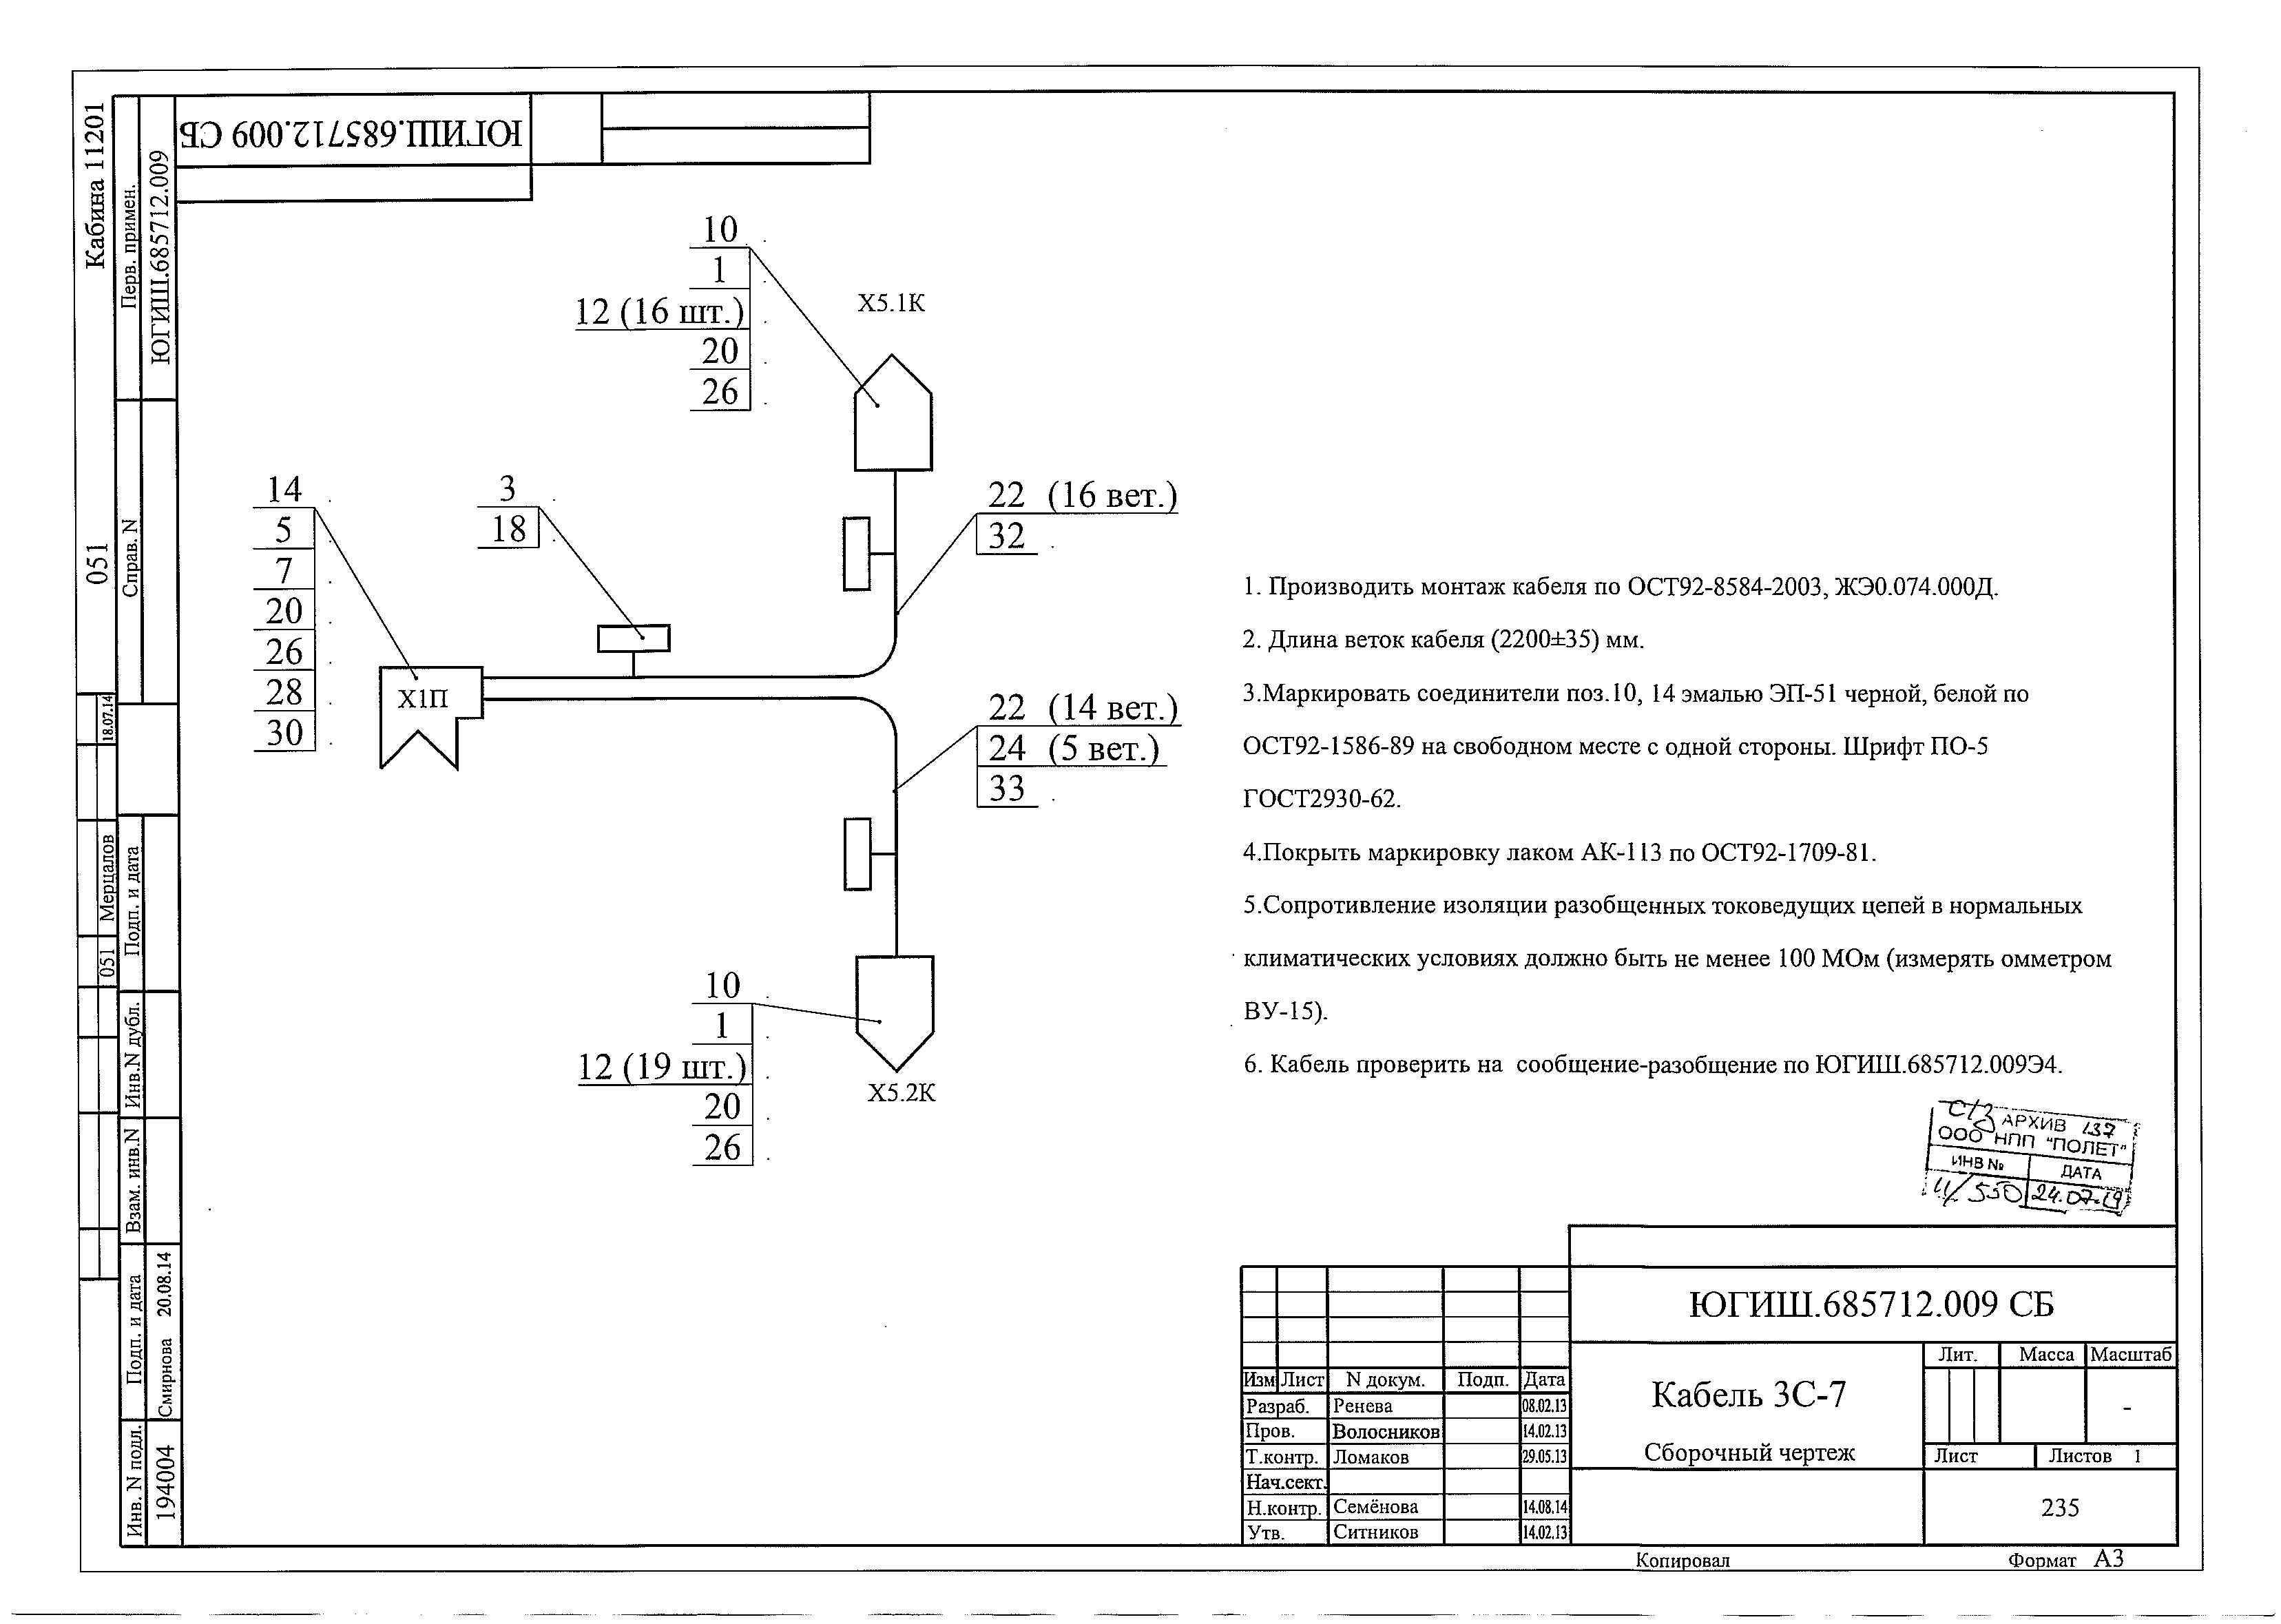 Кабина 11201
051
18.07.14
Мерцалов
051
Перв. примен.
ЮГИШ.685712.009
Справ. N
Подп. и дата
Инв.N дубл.
Взам. инв.N
Подп. и дата
Смирнова 20.08.14
Инв. N подл.
194004
ЮГИШ.685712.009 СБ
10
1
12 (16 шт.)
20
26
Х5.1К
14
5
7
20
26
28
30
3
18
22 (16 вет.)
32
Х1П
22 (14 вет.)
24 (5 вет.)
33
10
1
12 (19 шт.)
20
26
Х5.2К
1. Производить монтаж кабеля по ОСТ92-8584-2003, ЖЭ0.074.000Д.
2. Длина веток кабеля (2200±35) мм.
3.Маркировать соединители поз.10, 14 эмалью ЭП-51 черной, белой по
ОСТ92-1586-89 на свободном месте с одной стороны. Шрифт ПО-5
ГОСТ2930-62.
4.Покрыть маркировку лаком АК-113 по ОСТ92-1709-81.
5.Сопротивление изоляции разобщенных токоведущих цепей в нормальных
климатических условиях должно быть не менее 100 МОм (измерять омметром
ВУ-15).
6. Кабель проверить на сообщение-разобщение по ЮГИШ.685712.009Э4.
АРХИВ 137
ООО НПП "ПОЛЕТ"
ИНВ № ДАТА
24.07.19
ЮГИШ.685712.009 СБ
Изм Лист N докум. Подп. Дата
Разраб. Ренева 08.02.13
Пров. Волосников 14.02.13
Т.контр. Ломаков 29.05.13
Нач.сект.
Н.контр. Семёнова 14.08.14
Утв. Ситников 14.02.13
Кабель 3С-7
Сборочный чертеж
Лит. Масса Масштаб
-
Лист Листов 1
235
Копировал Формат А3